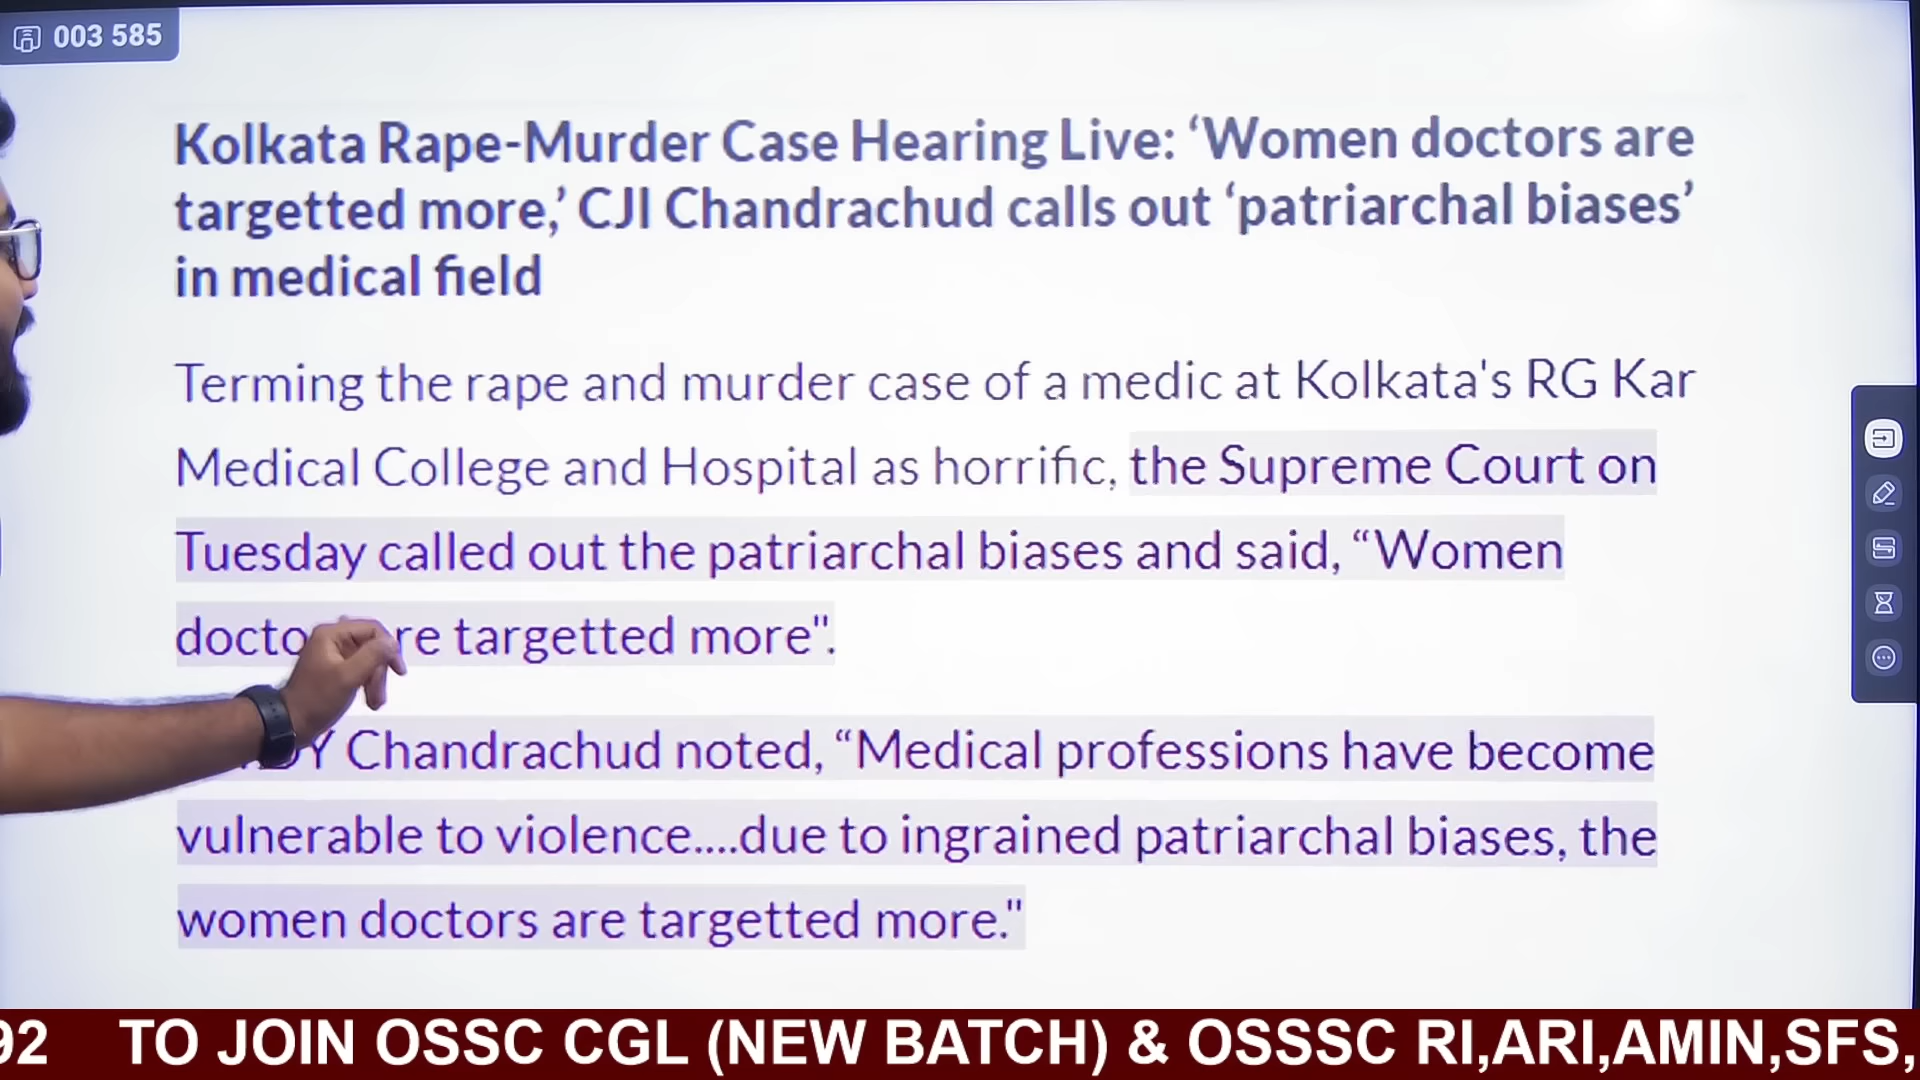 003 585
Kolkata Rape-Murder Case Hearing Live: ‘Women doctors are
targetted more,’ CJI Chandrachud calls out ‘patriarchal biases’
in medical field
Terming the rape and murder case of a medic at Kolkata's RG Kar
Medical College and Hospital as horrific, the Supreme Court on
Tuesday called out the patriarchal biases and said, “Women
are targetted more".
DY Chandrachud noted, “Medical professions have become
vulnerable to violence....due to ingrained patriarchal biases, the
women doctors are targetted more."
92 TO JOIN OSSC CGL (NEW BATCH) & OSSSC RI,ARI,AMIN,SFS,